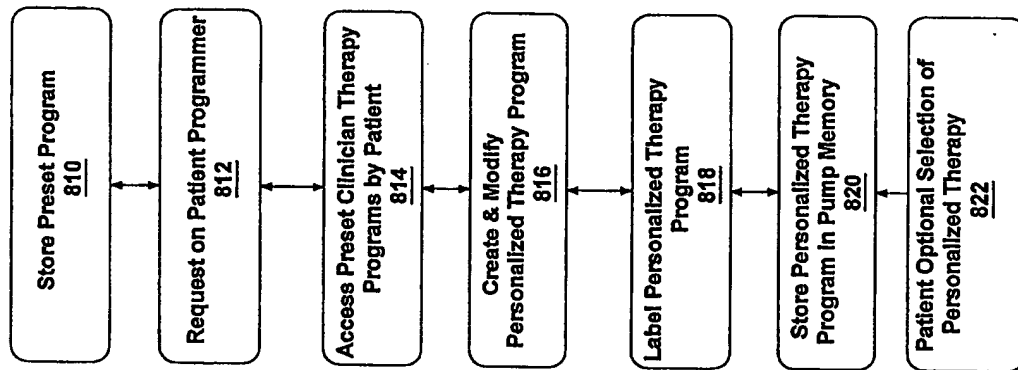 Store Preset Program
810
Request on Patient Programmer
812
Access Preset Clinician Therapy
Programs by Patient
814
Create & Modify
Personalized Therapy Program
816
Label Personalized Therapy
Program
818
Store Personalized Therapy
Program in Pump Memory
820
Patient Optional Selection of
Personalized Therapy
822